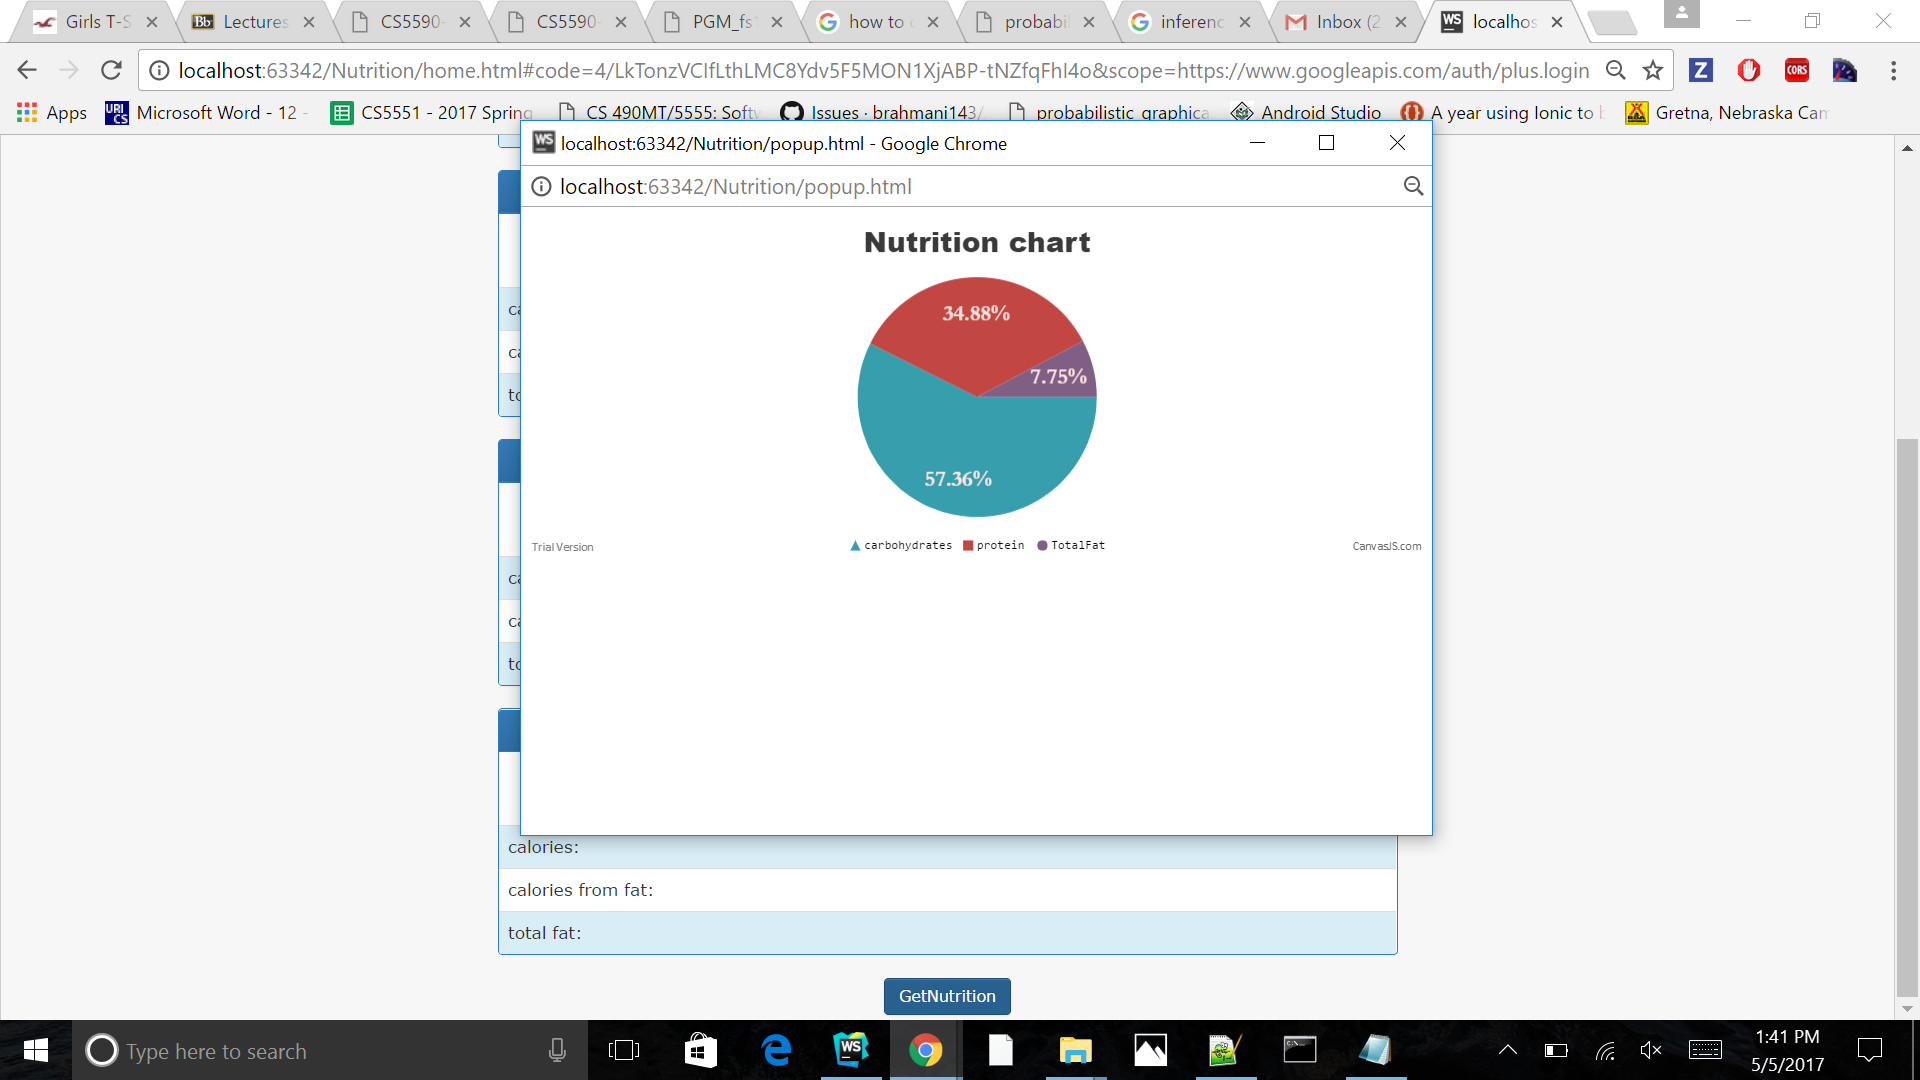 Girls T-S
Lectures
CS5590-
CS5590-
PGM_fs
how to
probabi
inferenc
Inbox (2
localhos
localhost:63342/Nutrition/home.html#code=4/LkTonzVCIfLthLMC8Ydv5F5MON1XjABP-tNZfqFhI4o&scope=https://www.googleapis.com/auth/plus.login
Apps
Microsoft Word - 12 -
CS5551 - 2017 Spring
CS 490MT/5555: Softw
Issues · brahmani143/
probabilistic graphica
Android Studio
A year using Ionic to b
Gretna, Nebraska Cam
WS localhost:63342/Nutrition/popup.html - Google Chrome
localhost:63342/Nutrition/popup.html
Nutrition chart
34.88%
7.75%
57.36%
carbohydrates protein TotalFat
Trial Version
CanvasJS.com
ca
ca
to
ca
ca
to
calories:
calories from fat:
total fat:
GetNutrition
Type here to search
1:41 PM
5/5/2017